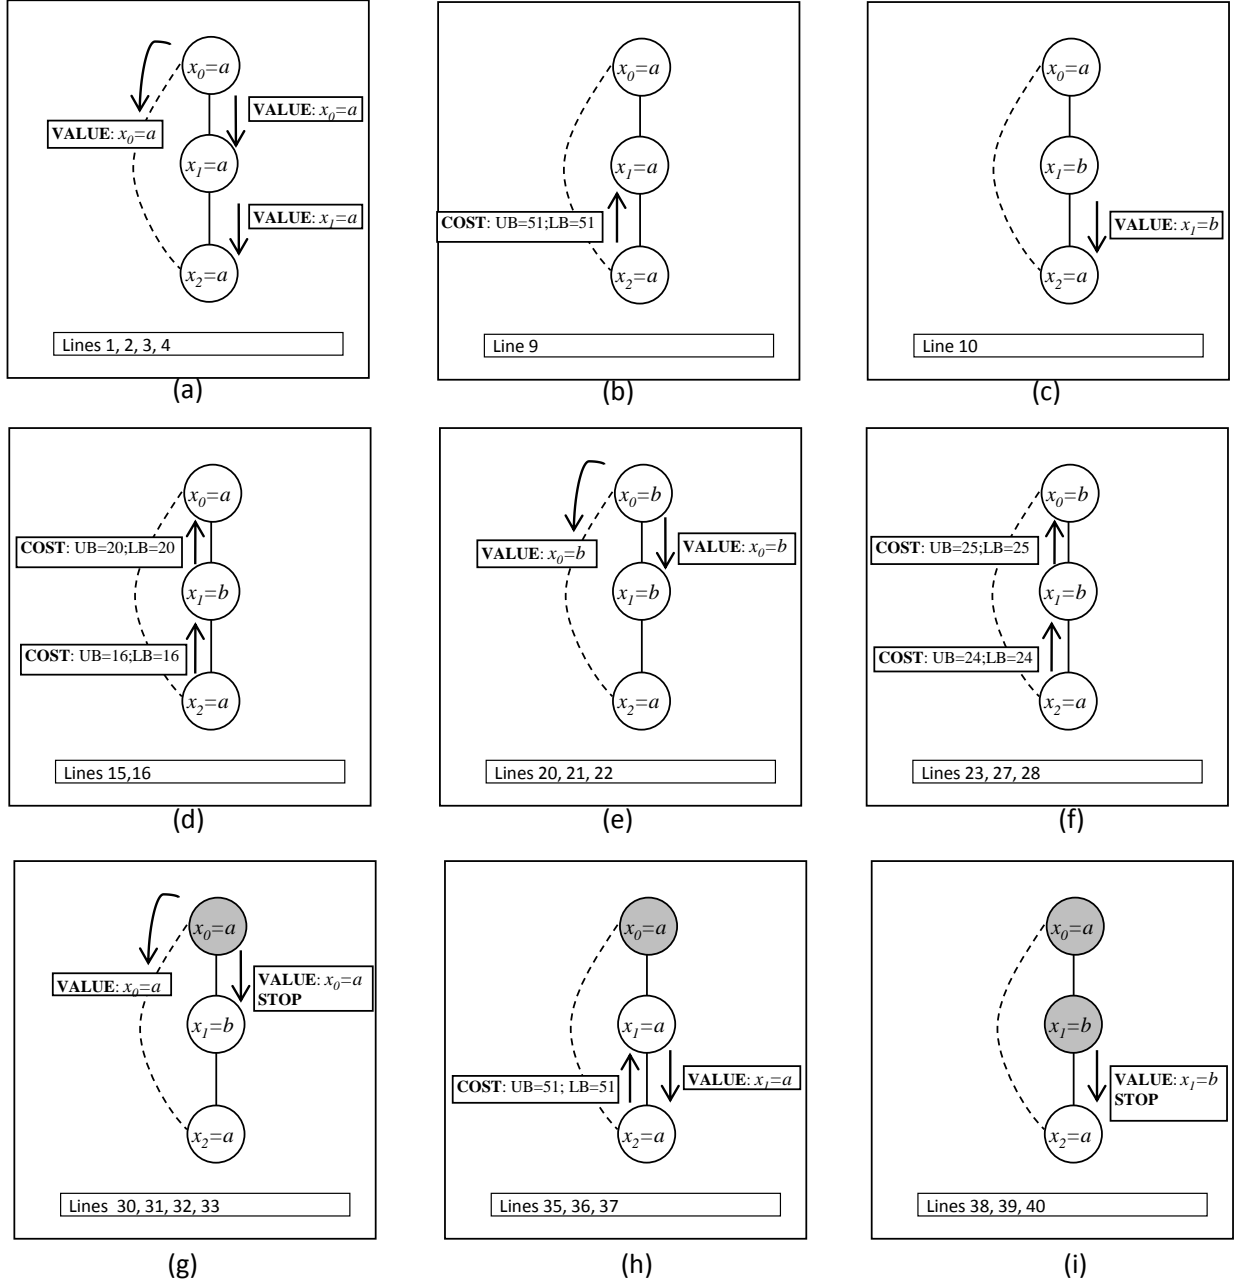 x0=a
VALUE: x0=a
VALUE: x0=a
x1=a
VALUE: x1=a
x2=a
Lines 1, 2, 3, 4
(a)
x0=a
x1=a
COST: UB=51;LB=51
x2=a
Line 9
(b)
x0=a
x1=b
VALUE: x1=b
x2=a
Line 10
(c)
x0=a
COST: UB=20;LB=20
x1=b
COST: UB=16;LB=16
x2=a
Lines 15,16
(d)
x0=b
VALUE: x0=b
VALUE: x0=b
x1=b
x2=a
Lines 20, 21, 22
(e)
x0=b
COST: UB=25;LB=25
x1=b
COST: UB=24;LB=24
x2=a
Lines 23, 27, 28
(f)
x0=a
VALUE: x0=a
VALUE: x0=a
STOP
x1=b
x2=a
Lines 30, 31, 32, 33
(g)
x0=a
x1=a
COST: UB=51; LB=51
VALUE: x1=a
x2=a
Lines 35, 36, 37
(h)
x0=a
x1=b
VALUE: x1=b
STOP
x2=a
Lines 38, 39, 40
(i)